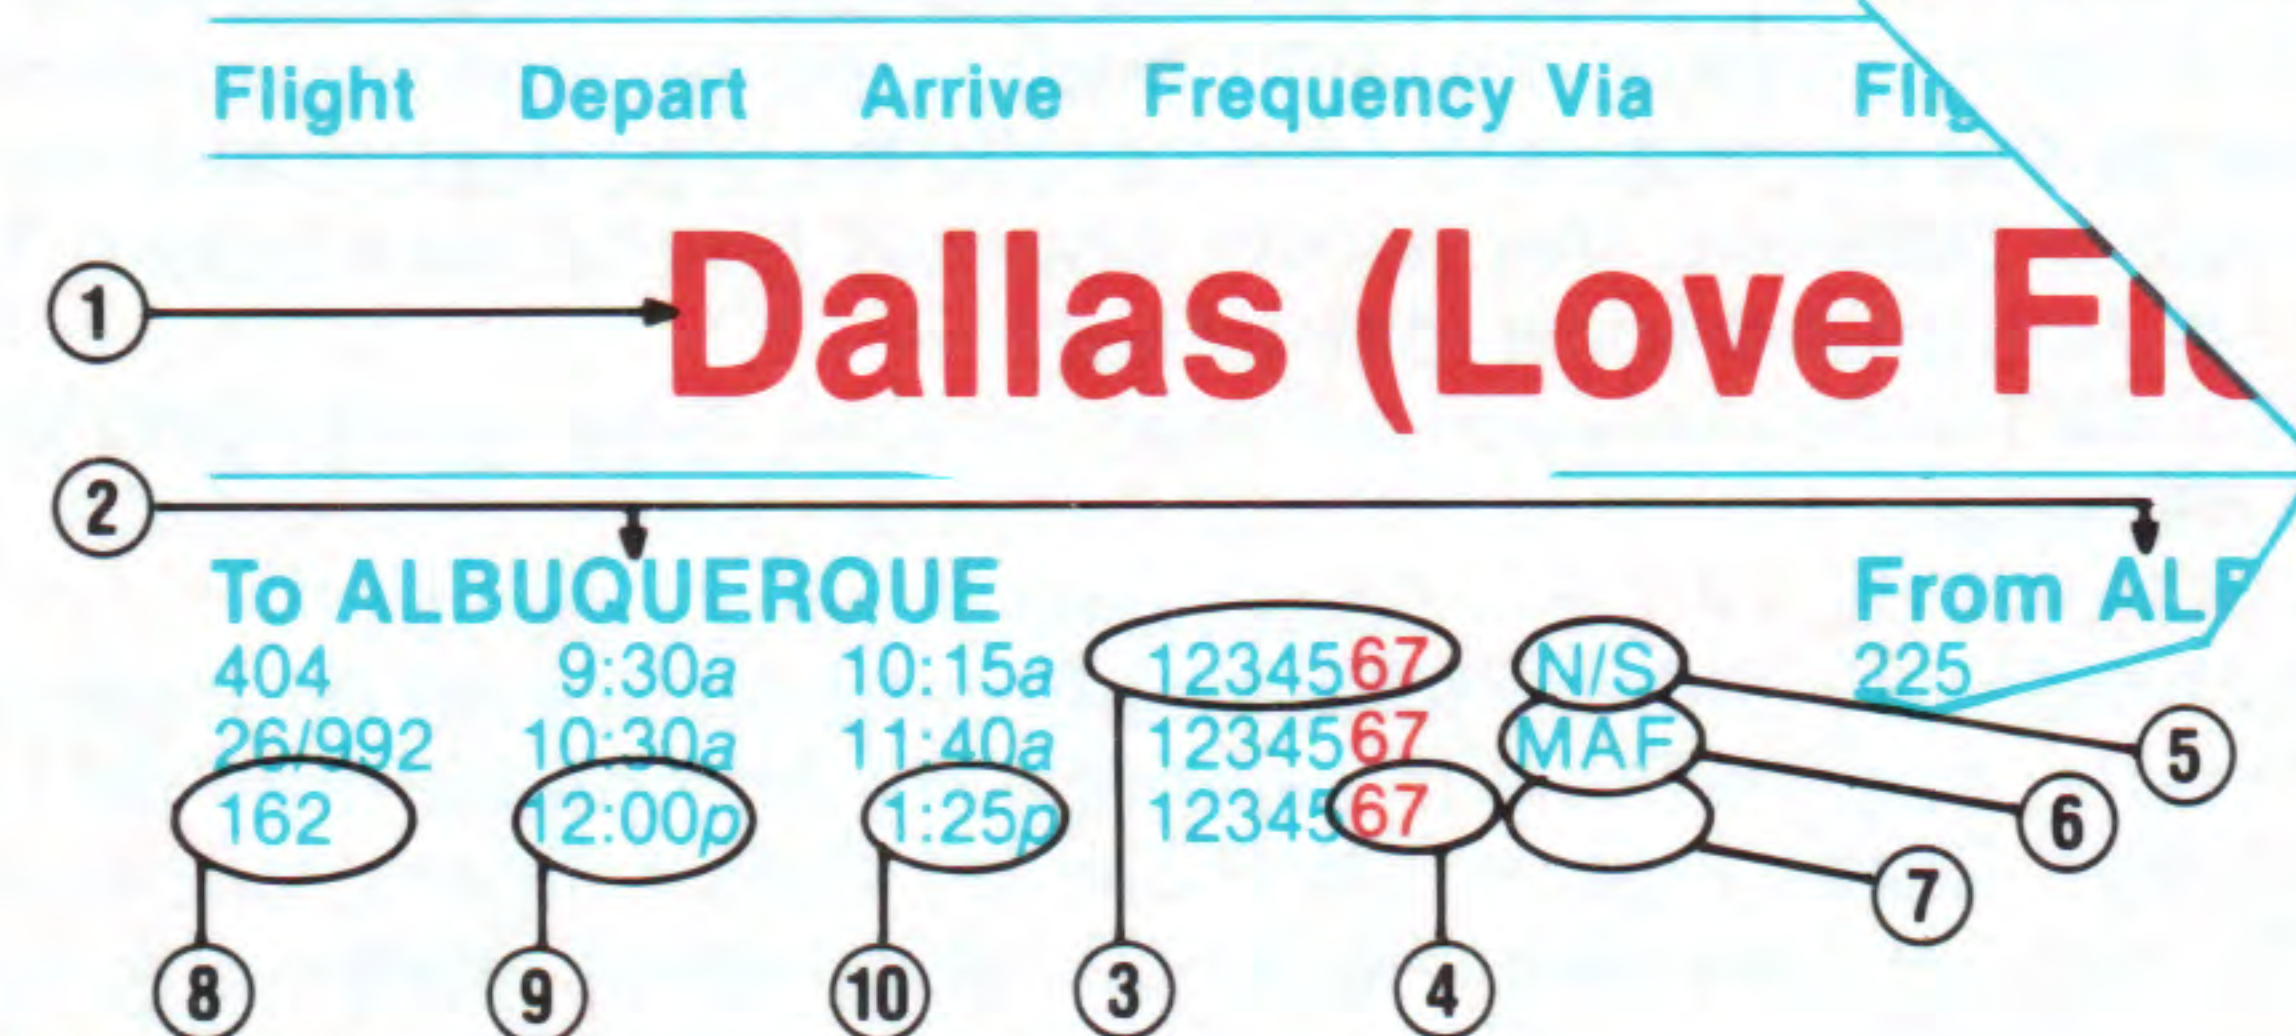 Flight Depart Arrive Frequency Via
1 Dallas (Love
2
To ALBUQUERQUE From
404 9:30a 10:15a 1234567 N/S 225
26/992 10:30a 11:40a 1234567 MAF 5
162 12:00p 1:25p 1234567 6
7
8 9 10 3 4